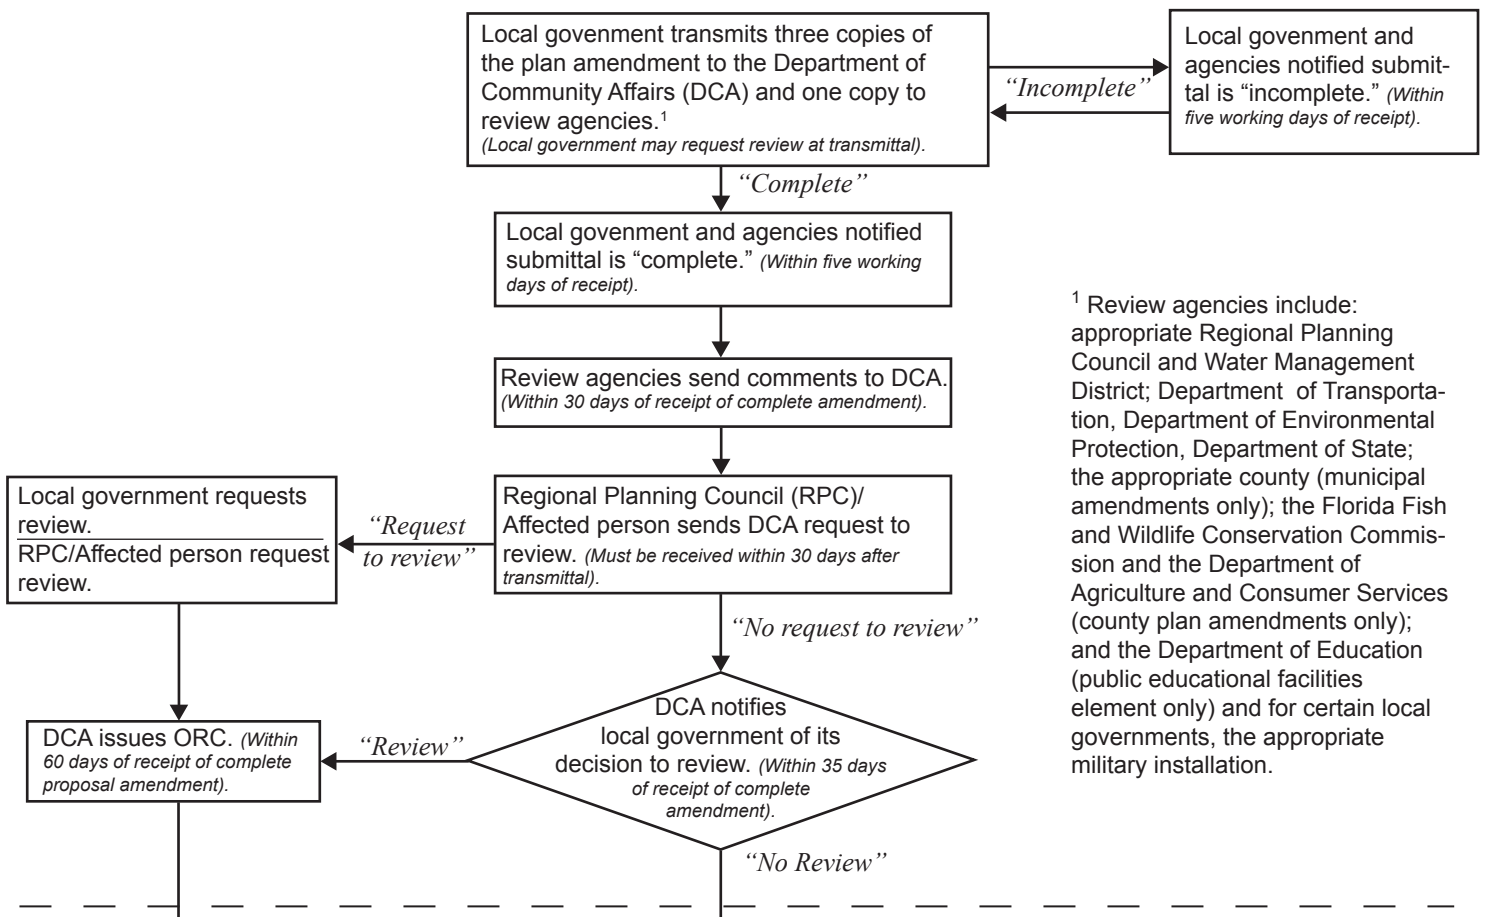 Local govenment transmits three copies of
the plan amendment to the Department of
Community Affairs (DCA) and one copy to
review agencies.¹
(Local government may request review at transmittal).
“Incomplete”
Local govenment and
agencies notified submit-
tal is “incomplete.” (Within
five working days of receipt).
“Complete”
Local govenment and agencies notified
submittal is “complete.” (Within five working
days of receipt).
Review agencies send comments to DCA.
(Within 30 days of receipt of complete amendment).
Regional Planning Council (RPC)/
Affected person sends DCA request to
review. (Must be received within 30 days after
transmittal).
“Request
to review”
Local government requests
review.
RPC/Affected person request
review.
“No request to review”
DCA notifies
local government of its
decision to review. (Within 35 days
of receipt of complete
amendment).
“Review”
DCA issues ORC. (Within
60 days of receipt of complete
proposal amendment).
“No Review”
¹ Review agencies include:
appropriate Regional Planning
Council and Water Management
District; Department of Transporta-
tion, Department of Environmental
Protection, Department of State;
the appropriate county (municipal
amendments only); the Florida Fish
and Wildlife Conservation Commis-
sion and the Department of
Agriculture and Consumer Services
(county plan amendments only);
and the Department of Education
(public educational facilities
element only) and for certain local
governments, the appropriate
military installation.